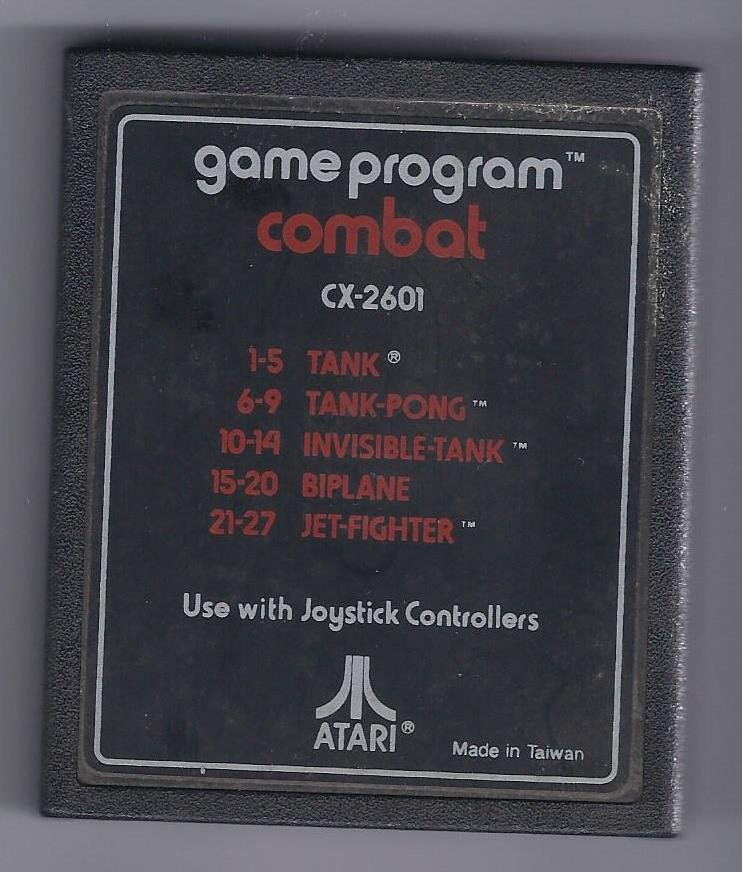 game program™
combat
CX-2601
1-5 TANK®
6-9 TANK-PONG™
10-14 INVISIBLE-TANK™
15-20 BIPLANE
21-27 JET-FIGHTER™
Use with Joystick Controllers
ATARI®
Made in Taiwan